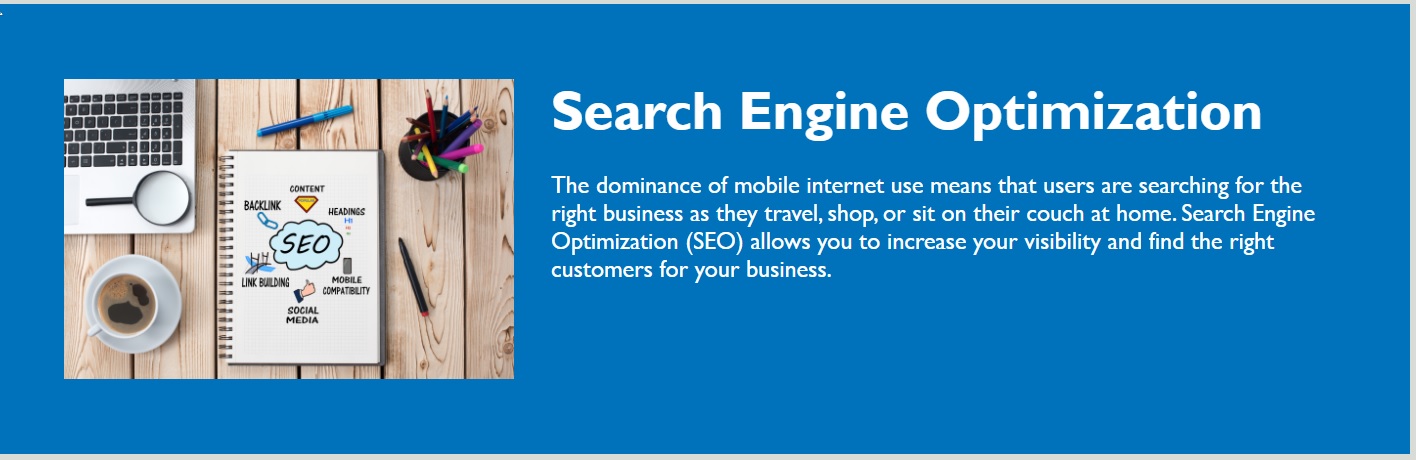 Search Engine Optimization
The dominance of mobile internet use means that users are searching for the
right business as they travel, shop, or sit on their couch at home. Search Engine
Optimization (SEO) allows you to increase your visibility and find the right
customers for your business.
CONTENT
BACKLINK
HEADINGS
H1
SEO
LINK BUILDING
MOBILE
COMPATIBILITY
SOCIAL
MEDIA